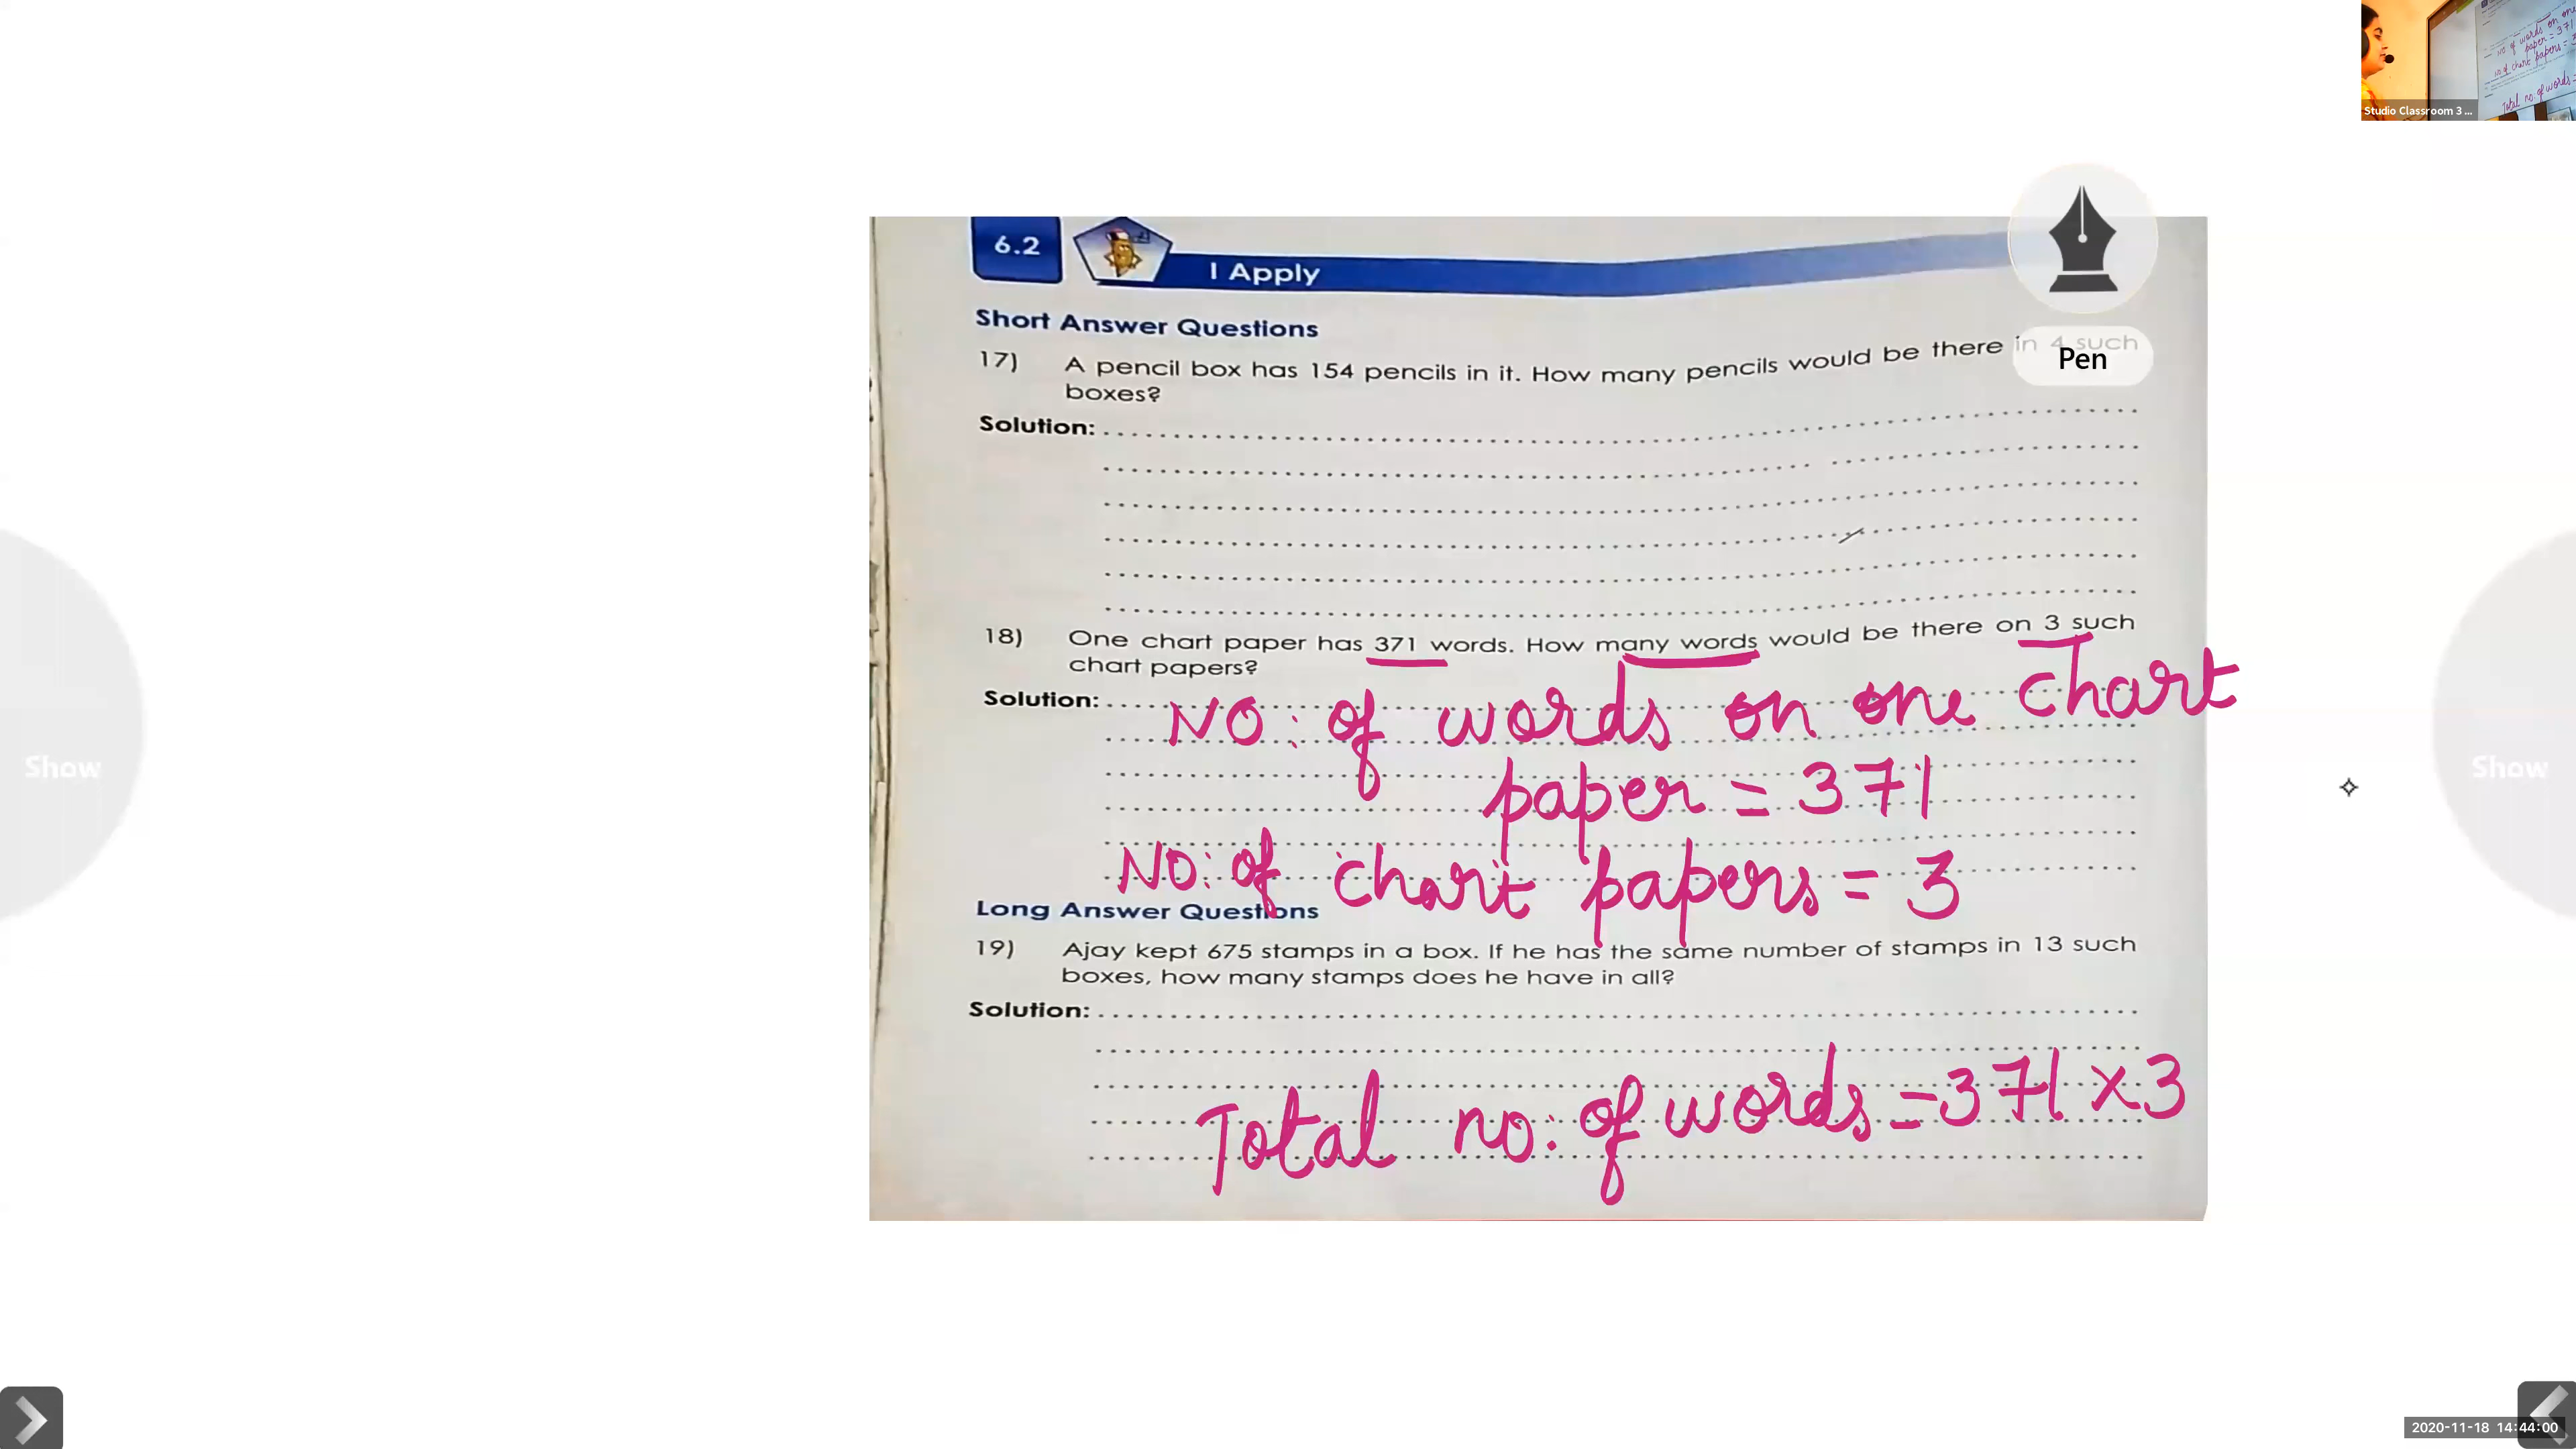 Studio Classroom 3 ...
6.2
I Apply
Pen
Short Answer Questions
17) A pencil box has 154 pencils in it. How many pencils would be there in 4 such
boxes?
Solution:
18) One chart paper has 371 words. How many words would be there on 3 such
chart papers?
Solution:
NO: of words on one chart
paper = 371
NO: of chart papers = 3
Long Answer Questions
19) Ajay kept 675 stamps in a box. If he has the same number of stamps in 13 such
boxes, how many stamps does he have in all?
Solution:
Total no: of words = 371 x 3
Show
Show
2020-11-18 14:44:00